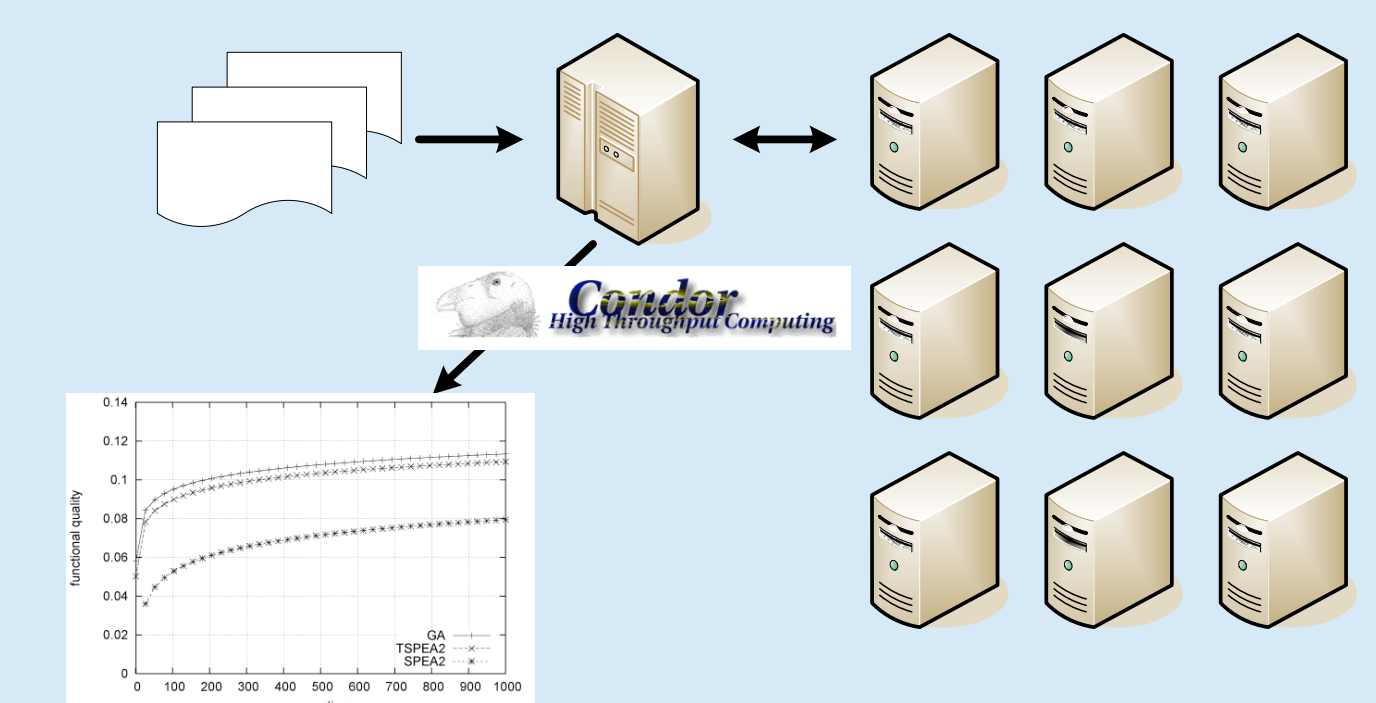 Condor
High Throughput Computing
0.14
0.12
0.1
0.08
0.06
0.04
0.02
0
functional quality
GA
TSPEA2
SPEA2
0 100 200 300 400 500 600 700 800 900 1000